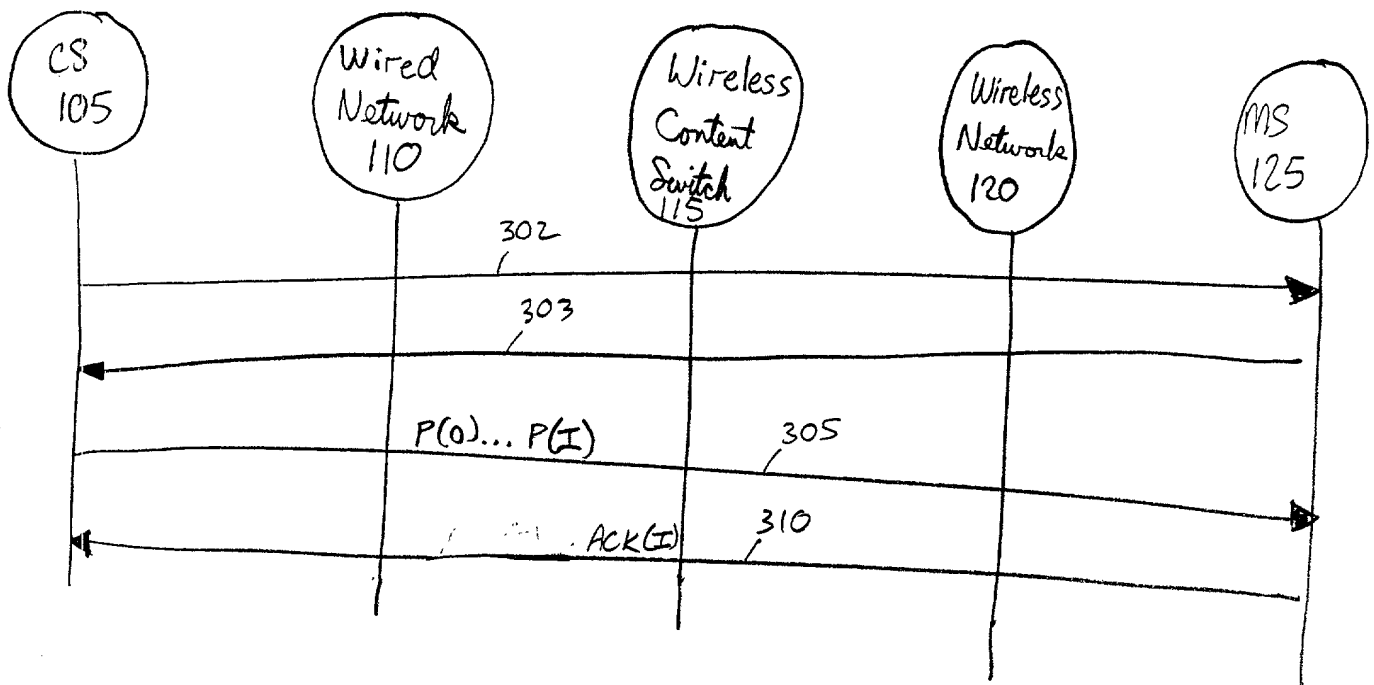 CS
105
Wired
Network
110
Wireless
Content
Switch
115
Wireless
Network
120
MS
125
302
303
P(0)... P(I)
305
ACK(I)
310